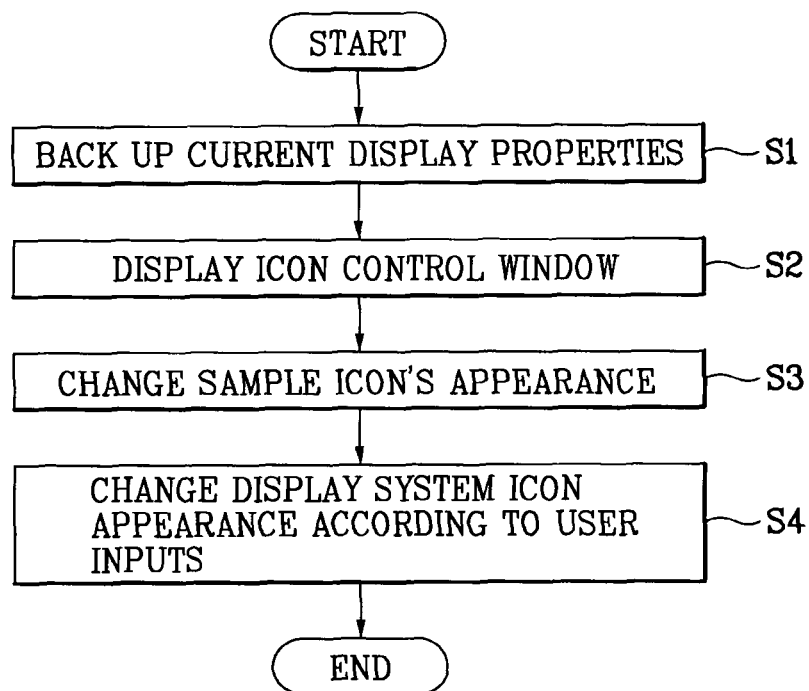 START
BACK UP CURRENT DISPLAY PROPERTIES S1
DISPLAY ICON CONTROL WINDOW S2
CHANGE SAMPLE ICON'S APPEARANCE S3
CHANGE DISPLAY SYSTEM ICON
APPEARANCE ACCORDING TO USER S4
INPUTS
END